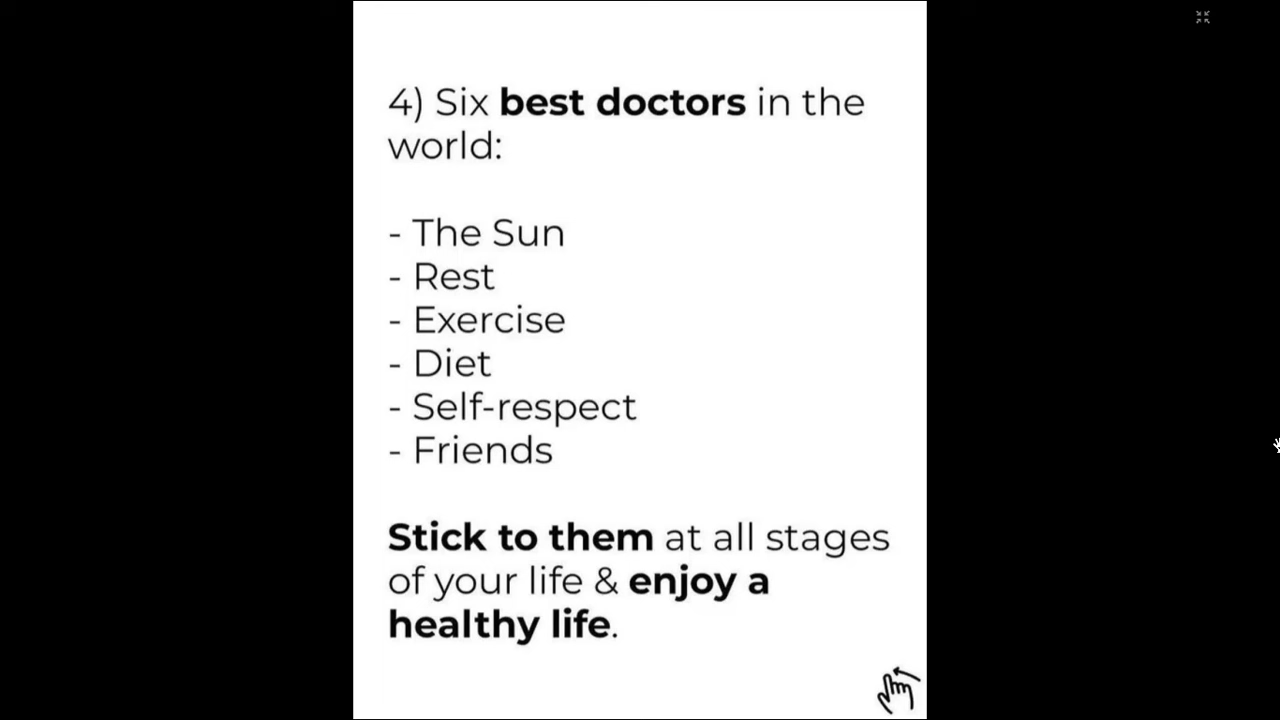 4) Six best doctors in the
world:
- The Sun
- Rest
- Exercise
- Diet
- Self-respect
- Friends
Stick to them at all stages
of your life & enjoy a
healthy life.